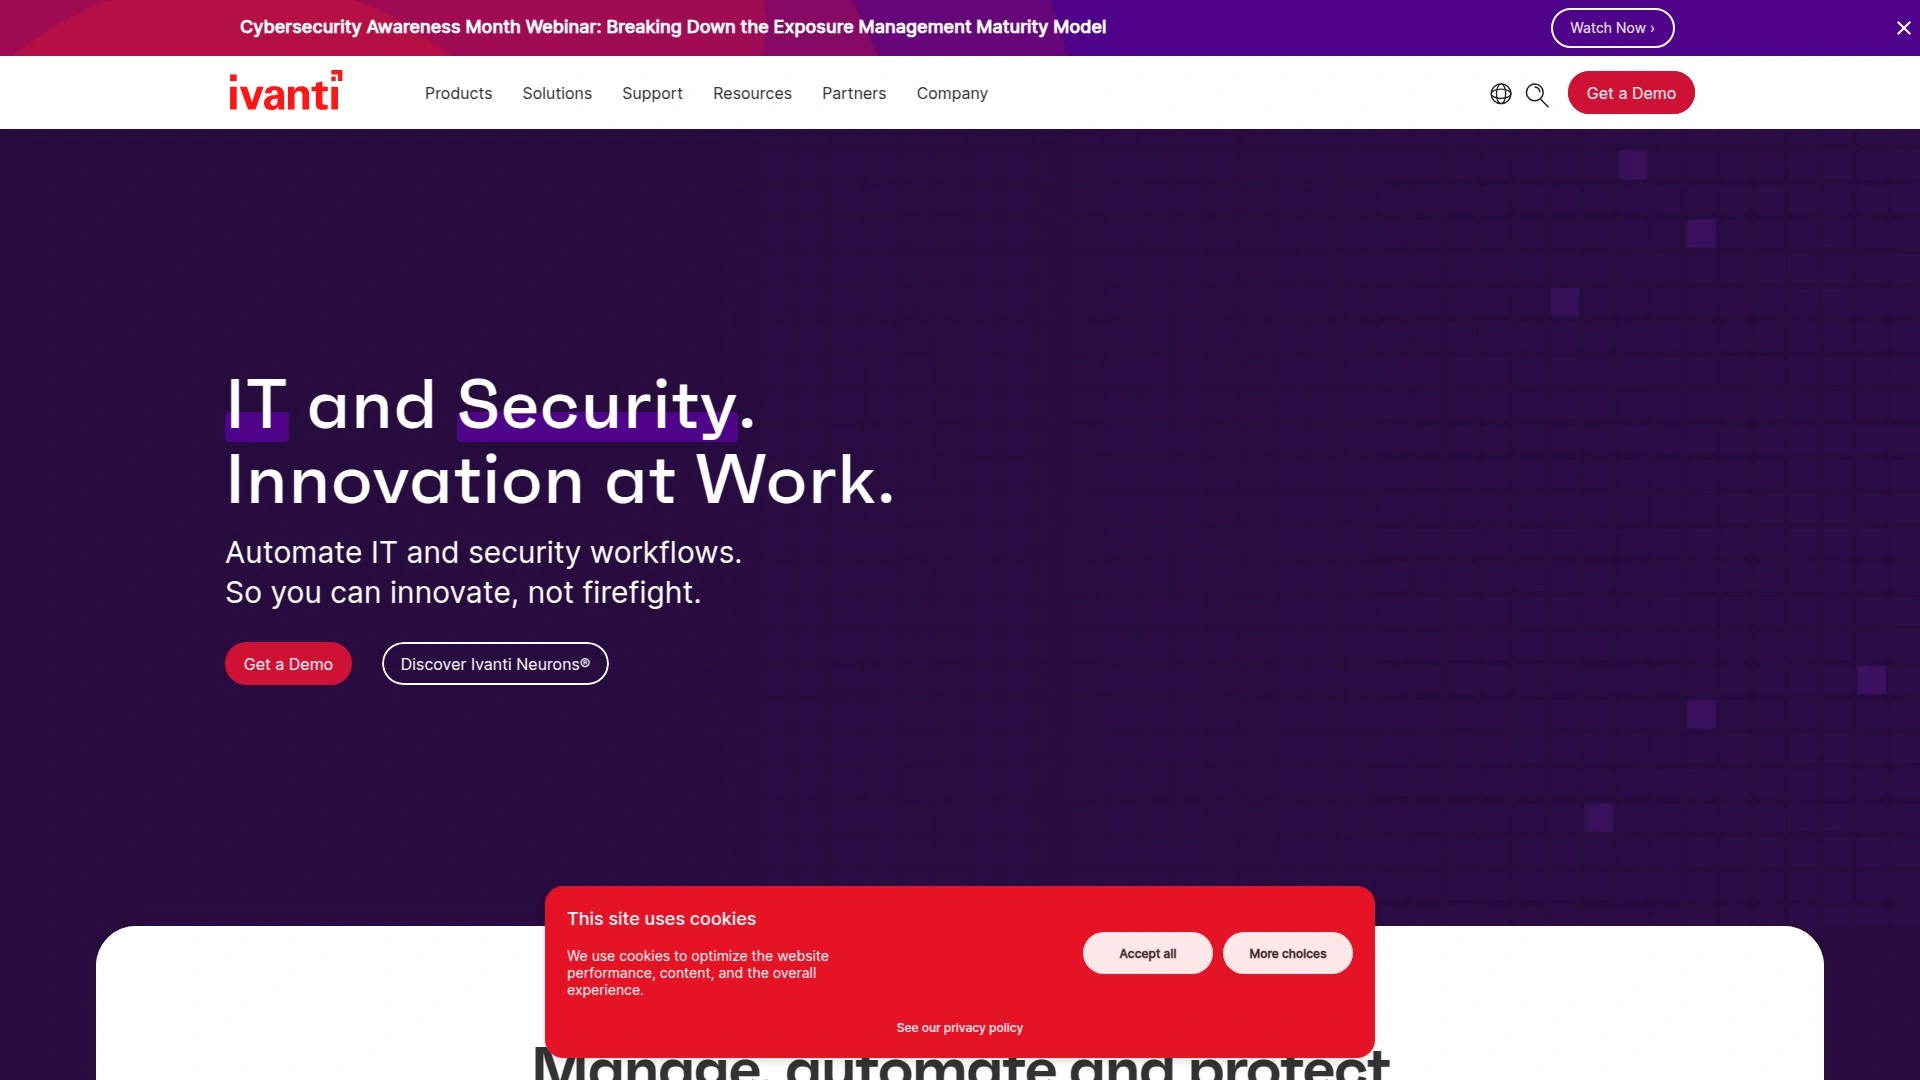 Cybersecurity Awareness Month Webinar: Breaking Down the Exposure Management Maturity Model
Watch Now ›
ivanti
Products
Solutions
Support
Resources
Partners
Company
Get a Demo
IT and Security.
Innovation at Work.
Automate IT and security workflows.
So you can innovate, not firefight.
Get a Demo
Discover Ivanti Neurons®
This site uses cookies
We use cookies to optimize the website
performance, content, and the overall
experience.
Accept all
More choices
See our privacy policy
Manage, automate and protect